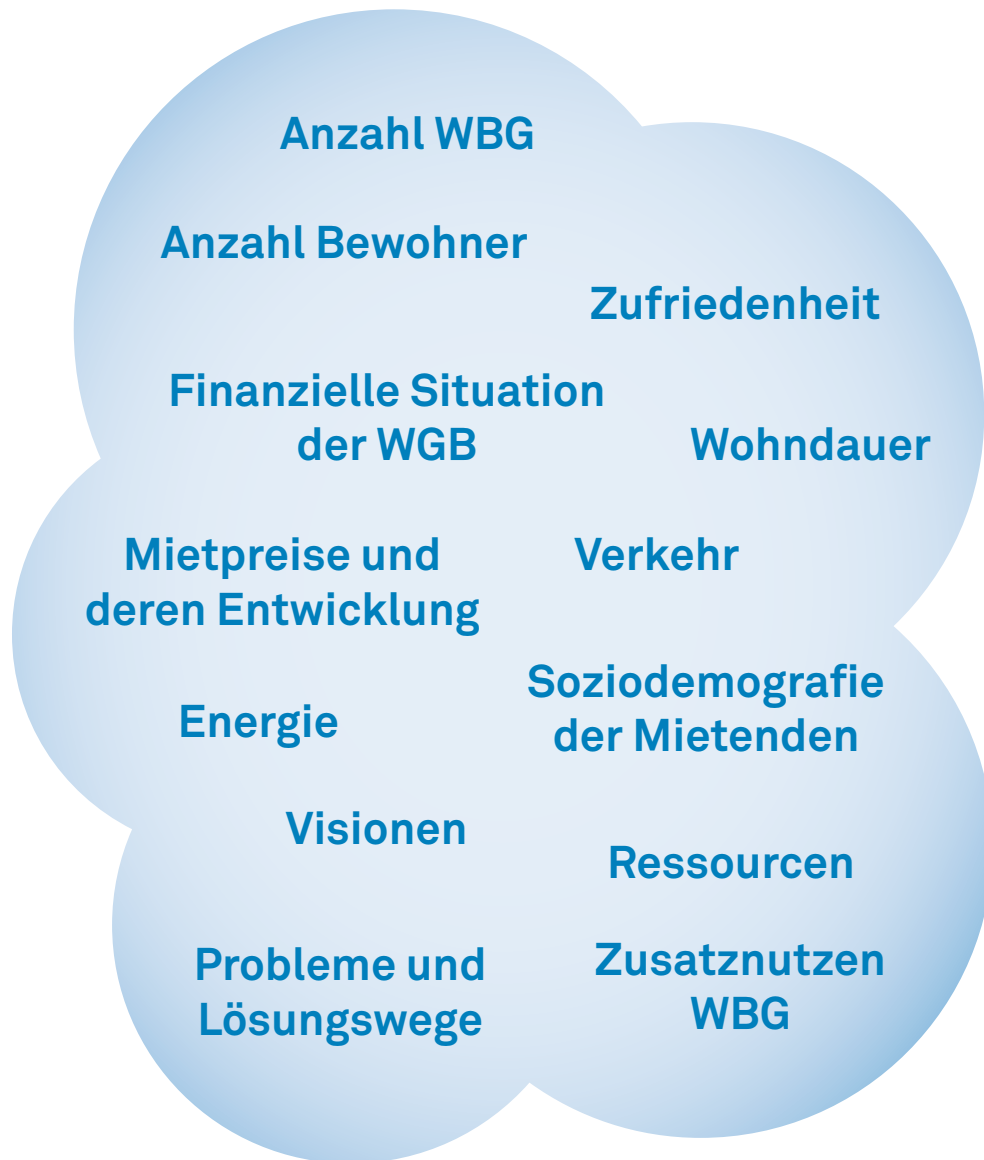 Anzahl WBG
Anzahl Bewohner
Zufriedenheit
Finanzielle Situation
der WGB
Wohndauer
Mietpreise und
deren Entwicklung
Verkehr
Soziodemografie
der Mietenden
Energie
Visionen
Ressourcen
Probleme und
Lösungswege
Zusatznutzen
WBG